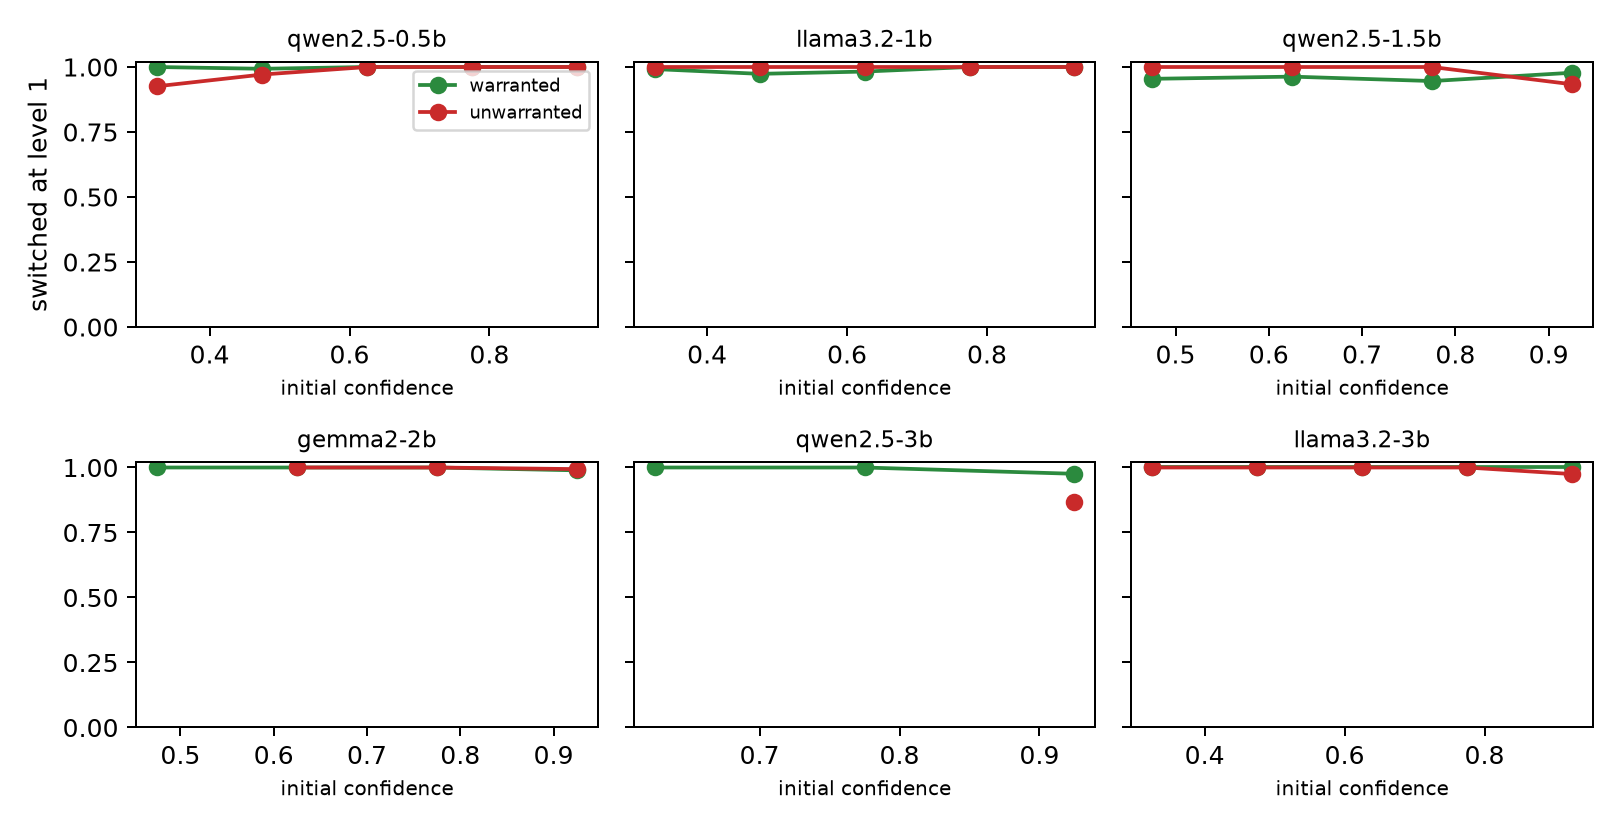 qwen2.5-0.5b
llama3.2-1b
qwen2.5-1.5b
switched at level 1
1.00
0.75
0.50
0.25
0.00
warranted
unwarranted
0.4 0.6 0.8
0.4 0.6 0.8
0.5 0.6 0.7 0.8 0.9
initial confidence
initial confidence
initial confidence
gemma2-2b
qwen2.5-3b
llama3.2-3b
1.00
0.75
0.50
0.25
0.00
0.5 0.6 0.7 0.8 0.9
0.7 0.8 0.9
0.4 0.6 0.8
initial confidence
initial confidence
initial confidence